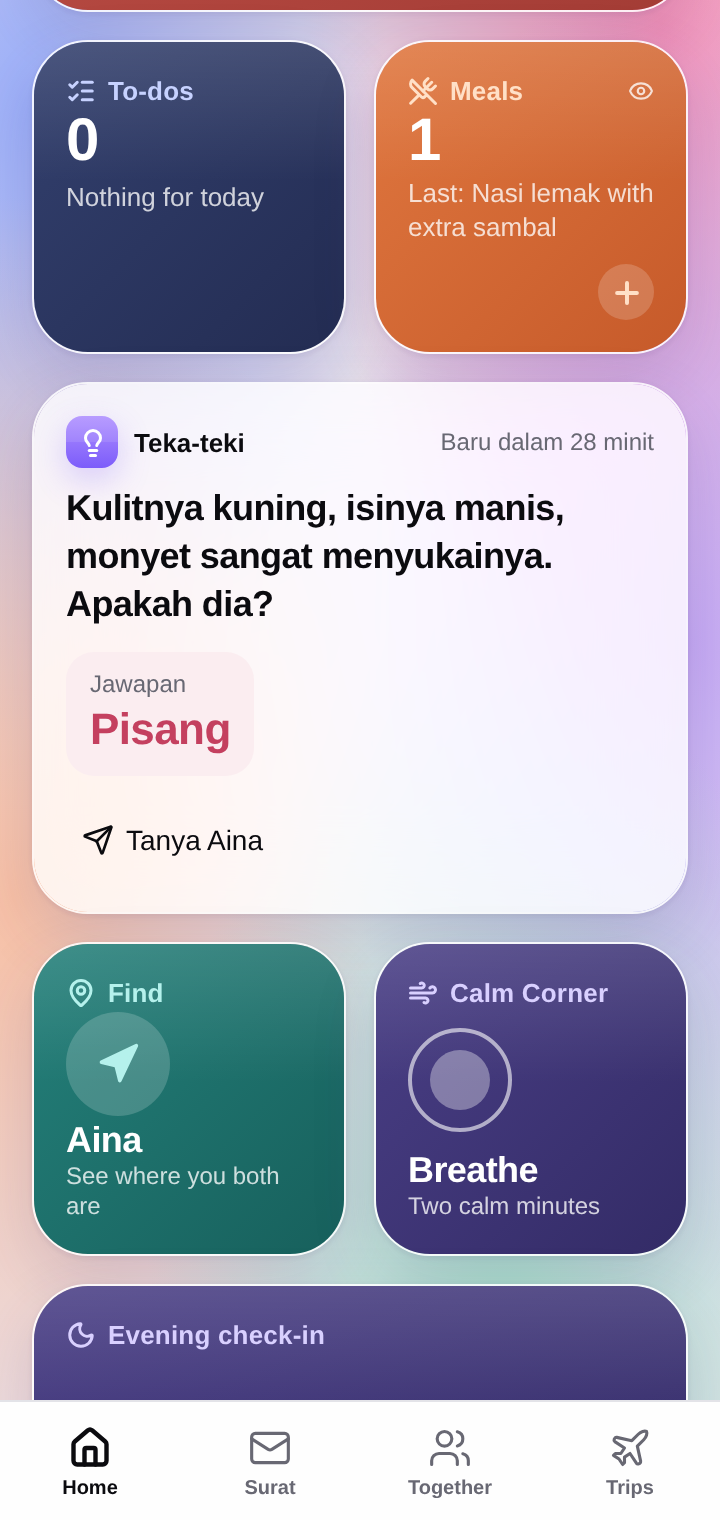 To-dos
0
Nothing for today
Meals
1
Last: Nasi lemak with
extra sambal
Teka-teki
Baru dalam 28 minit
Kulitnya kuning, isinya manis,
monyet sangat menyukainya.
Apakah dia?
Jawapan
Pisang
Tanya Aina
Find
Aina
See where you both
are
Calm Corner
Breathe
Two calm minutes
Evening check-in
Home
Surat
Together
Trips